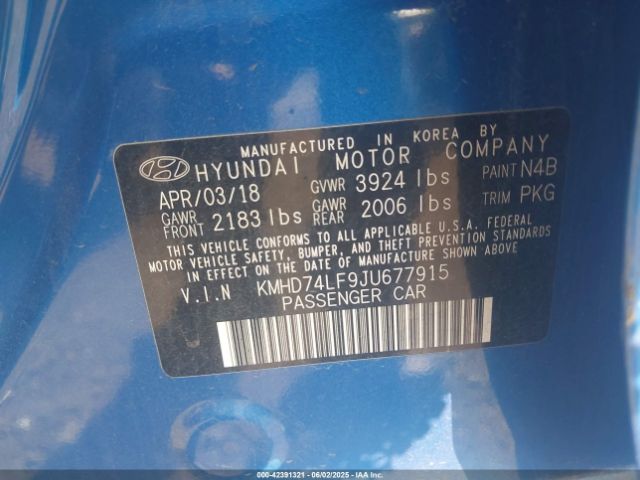 MANUFACTURED IN KOREA BY
HYUNDAI MOTOR COMPANY
APR/03/18 GVWR 3924 lbs PAINT N4B
GAWR FRONT 2183 lbs GAWR REAR 2006 lbs TRIM PKG
THIS VEHICLE CONFORMS TO ALL APPLICABLE U.S.A. FEDERAL
MOTOR VEHICLE SAFETY, BUMPER, AND THEFT PREVENTION STANDARDS
IN EFFECT ON THE DATE OF MANUFACTURE SHOWN ABOVE
V.I.N KMHD74LF9JU677915
PASSENGER CAR
000-42391321 06/02/2025 IAAI.COM